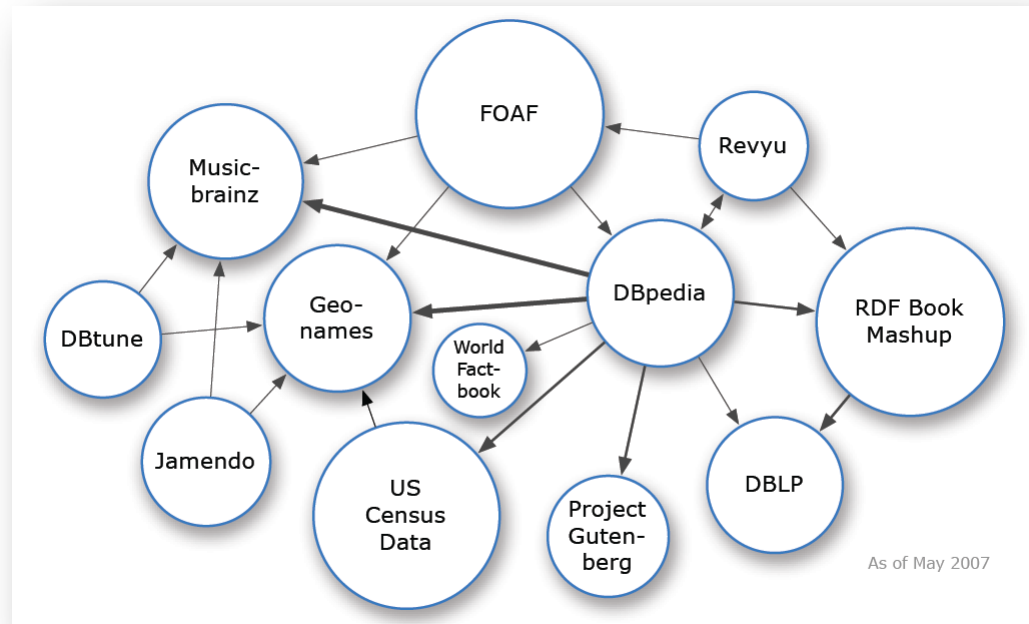 FOAF
Revyu
Music-
brainz
DBpedia
Geo-
names
RDF Book
Mashup
DBtune
World
Fact-
book
Jamendo
US
Census
Data
Project
Guten-
berg
DBLP
As of May 2007